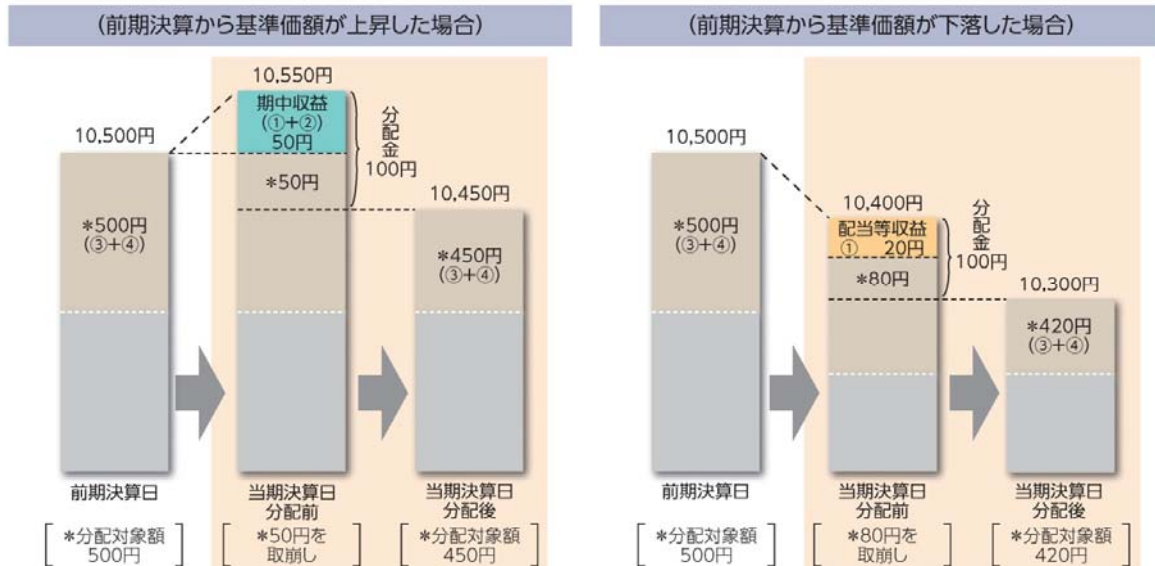 (前期決算から基準価額が上昇した場合)
10,550円
期中収益
(①+②)
50円
分配金
100円
10,500円
*50円
10,450円
*500円
(③+④)
*450円
(③+④)
前期決算日
当期決算日
分配前
当期決算日
分配後
*分配対象額
500円
*50円を
取崩し
*分配対象額
450円
(前期決算から基準価額が下落した場合)
10,500円
10,400円
配当等収益
① 20円
分配金
100円
*500円
(③+④)
*80円
10,300円
*420円
(③+④)
前期決算日
当期決算日
分配前
当期決算日
分配後
*分配対象額
500円
*80円を
取崩し
*分配対象額
420円